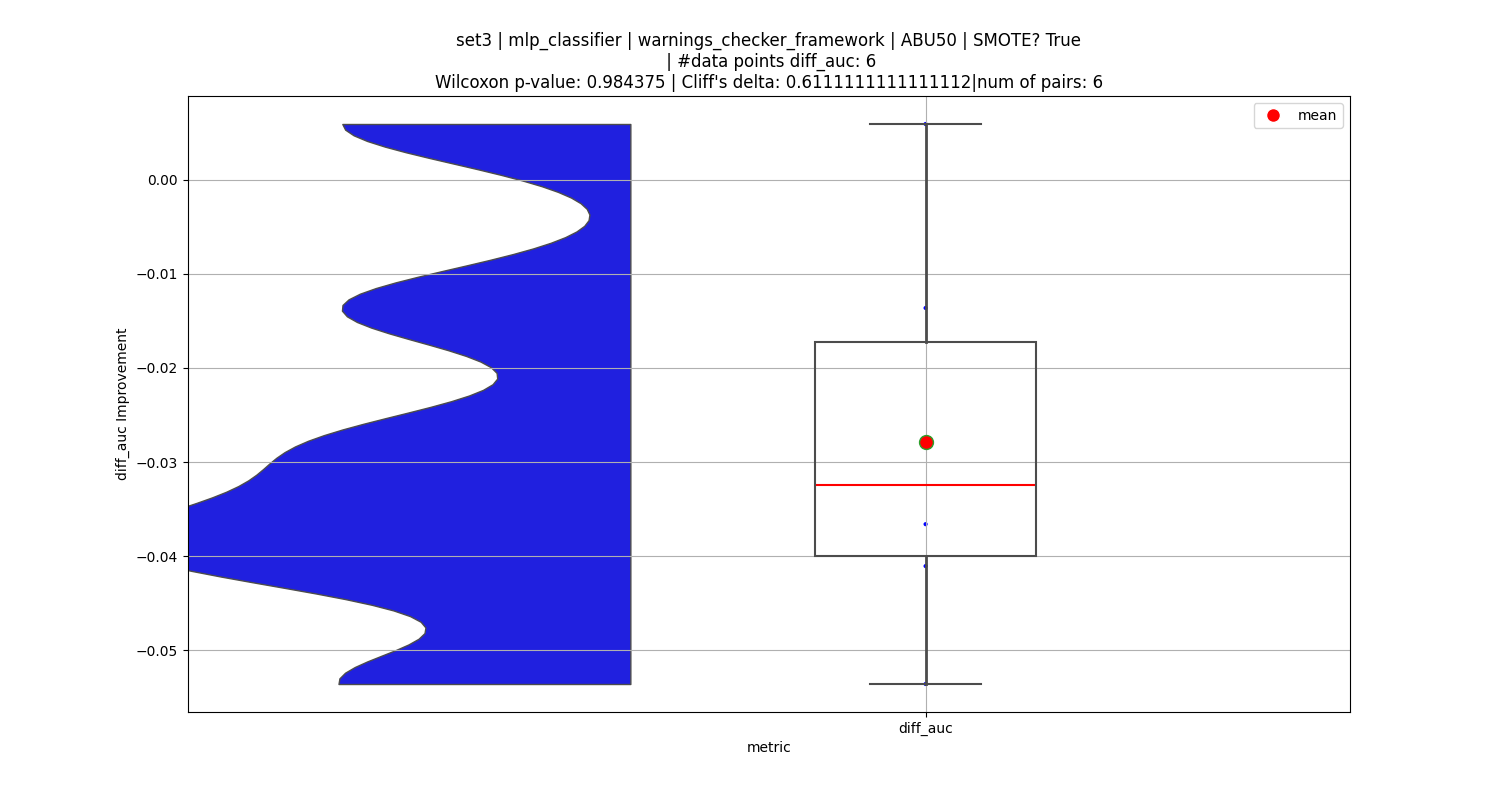 set3 | mlp_classifier | warnings_checker_framework | ABU50 | SMOTE? True
| #data points diff_auc: 6
Wilcoxon p-value: 0.984375 | Cliff's delta: 0.6111111111111112|num of pairs: 6
mean
0.00
−0.01
−0.02
−0.03
−0.04
−0.05
diff_auc Improvement
diff_auc
metric